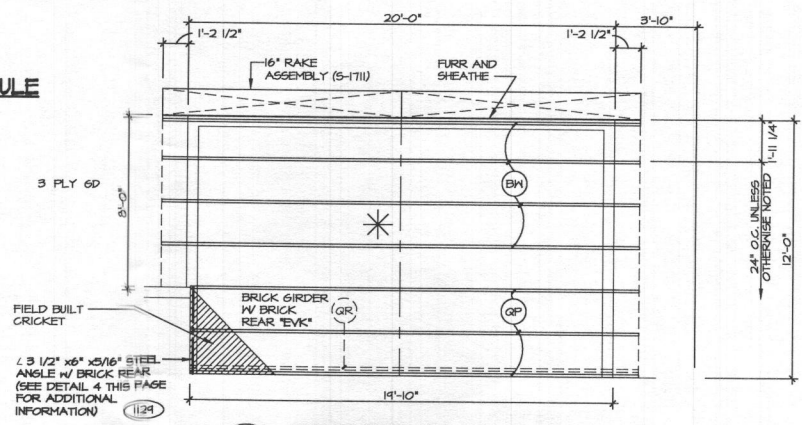 20'-0"
3'-10"
1'-2 1/2"
1'-2 1/2"
16" RAKE
ASSEMBLY (S-1711)
FURR AND
SHEATHE
ULE
3 PLY 6D
8'-0"
BW
1'-11 1/4"
24" O.C. UNLESS
OTHERWISE NOTED
12'-0"
BRICK GIRDER
W/ BRICK
REAR "EVK"
QR
QP
FIELD BUILT
CRICKET
∠ 3 1/2" x6" x5/16" STEEL
ANGLE W/ BRICK REAR
(SEE DETAIL 4 THIS PAGE
FOR ADDITIONAL
INFORMATION)
1129
19'-10"